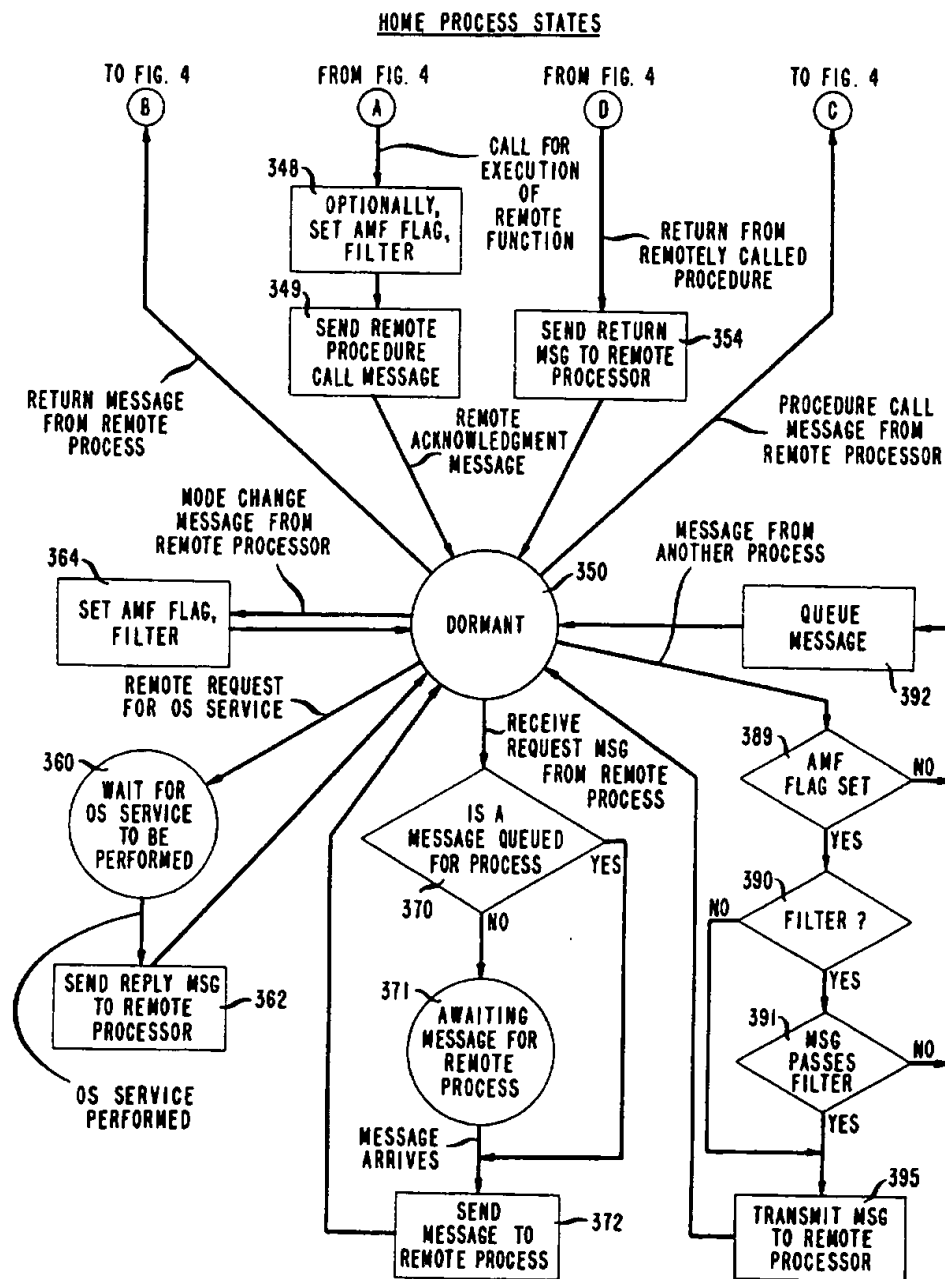 HOME PROCESS STATES
TO FIG. 4
FROM FIG. 4
FROM FIG. 4
TO FIG. 4
B
A
D
C
CALL FOR
EXECUTION
OF
REMOTE
FUNCTION
348
OPTIONALLY,
SET AMF FLAG,
FILTER
RETURN FROM
REMOTELY CALLED
PROCEDURE
349
SEND REMOTE
PROCEDURE
CALL MESSAGE
SEND RETURN
MSG TO REMOTE
PROCESSOR
354
RETURN MESSAGE
FROM REMOTE
PROCESS
REMOTE
ACKNOWLEDGMENT
MESSAGE
PROCEDURE CALL
MESSAGE FROM
REMOTE PROCESSOR
MODE CHANGE
MESSAGE FROM
REMOTE PROCESSOR
MESSAGE FROM
ANOTHER PROCESS
364
SET AMF FLAG,
FILTER
350
DORMANT
QUEUE
MESSAGE
392
REMOTE REQUEST
FOR OS SERVICE
RECEIVE
REQUEST MSG
FROM REMOTE
PROCESS
389
AMF
FLAG SET
NO
YES
360
WAIT FOR
OS SERVICE
TO BE
PERFORMED
IS A
MESSAGE QUEUED
FOR PROCESS
YES
370
NO
390
NO
FILTER ?
YES
SEND REPLY MSG
TO REMOTE
PROCESSOR
362
371
AWAITING
MESSAGE FOR
REMOTE
PROCESS
391
MSG
PASSES
FILTER
NO
YES
OS SERVICE
PERFORMED
MESSAGE
ARRIVES
SEND
MESSAGE TO
REMOTE PROCESS
372
395
TRANSMIT MSG
TO REMOTE
PROCESSOR